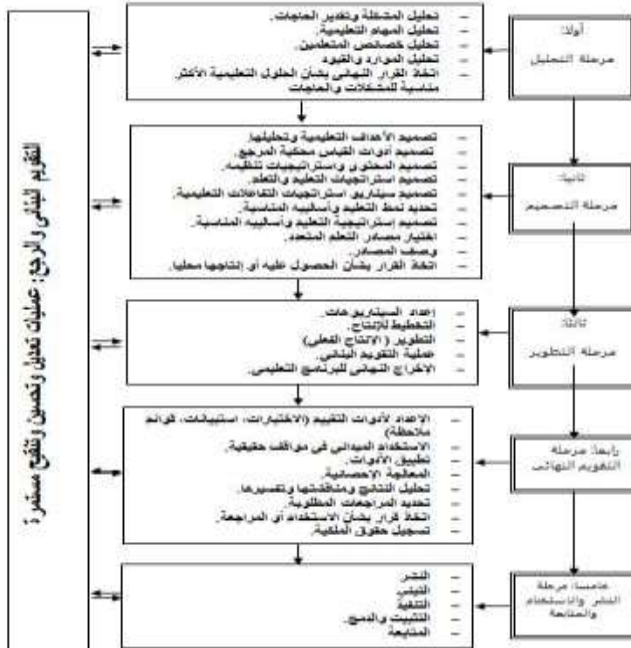 أولا:
مرحلة التحليل
– تحليل المشكلة وتقدير الحاجات.
– تحليل المهام التعليمية.
– تحليل خصائص المتعلمين.
– تحليل الموارد والقيود
– اتخاذ القرار النهائي بشأن الحلول التعليمية الأكثر
مناسبة للمشكلات والحاجات
ثانيا:
مرحلة التصميم
– تصميم الأهداف التعليمية وتحليلها.
– تصميم أدوات القياس محكية المرجع.
– تصميم المحتوى واستراتيجيات تنظيمه.
– تصميم استراتيجيات التعليم والتعلم.
– تصميم سيناريو استراتيجيات التفاعلات التعليمية.
– تحديد نمط التعليم وأساليبه المناسبة.
– تصميم إستراتيجية التعليم وأساليبه المناسبة.
– اختيار مصادر التعلم المتعدد.
– وصف المصادر.
– اتخاذ القرار بشأن الحصول عليه أو إنتاجها محليا.
ثالثا:
مرحلة التطوير
– إعداد السيناريوهات.
– التخطيط للإنتاج.
– التطوير (الإنتاج الفعلي)
– عملية التقويم البنائي.
– الإخراج النهائي للبرنامج التعليمي.
رابعا: مرحلة
التقويم النهائي
– الإعداد لأدوات التقييم (الاختبارات، استبيانات، قوائم
ملاحظة)
– الاستخدام الميداني في مواقف حقيقية.
– تطبيق الأدوات.
– المعالجة الإحصائية.
– تحليل النتائج ومناقشتها وتفسيرها.
– تحديد المراجعات المطلوبة.
– اتخاذ قرار بشأن الاستخدام أو المراجعة.
– تسجيل حقوق الملكية.
خامسا: مرحلة
النشر والاستخدام
والمتابعة
– النشر
– التبني
– التنفيذ
– التثبيت والدمج.
– المتابعة
التقويم البنائي والرجع: عمليات تعديل وتحسين وتنقيح مستمرة